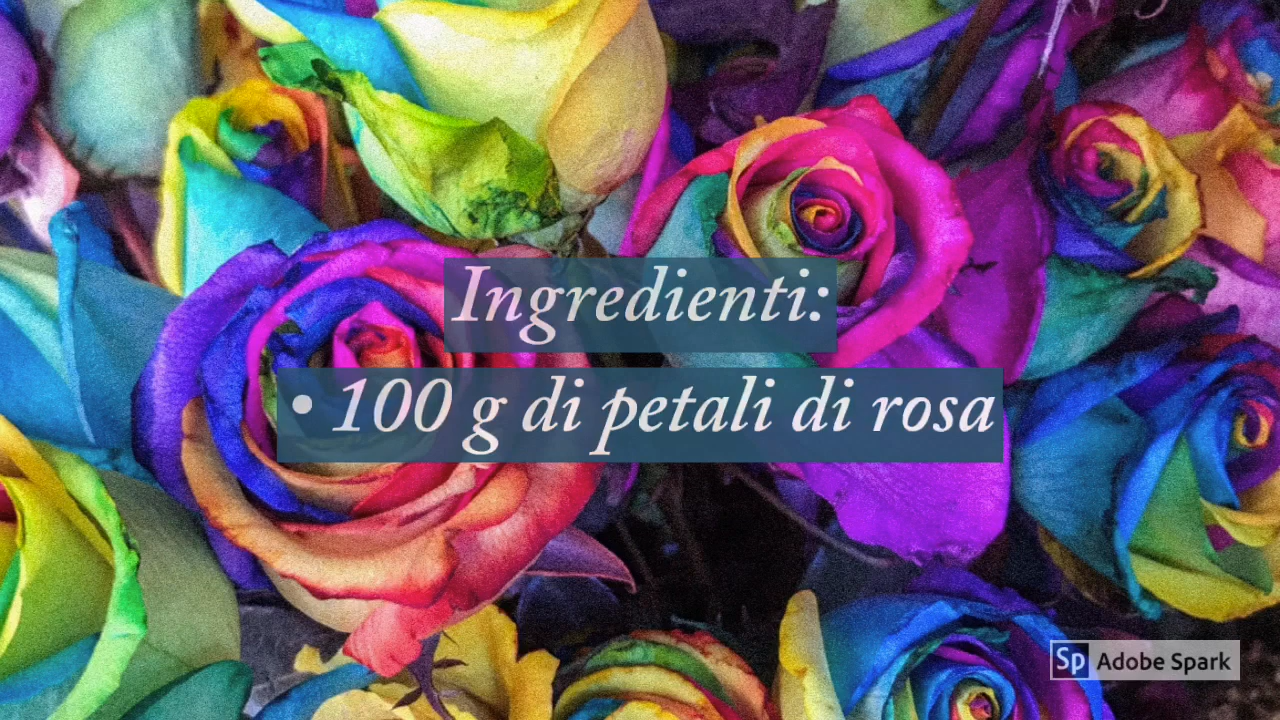 Ingredienti:
• 100 g di petali di rosa
Sp Adobe Spark